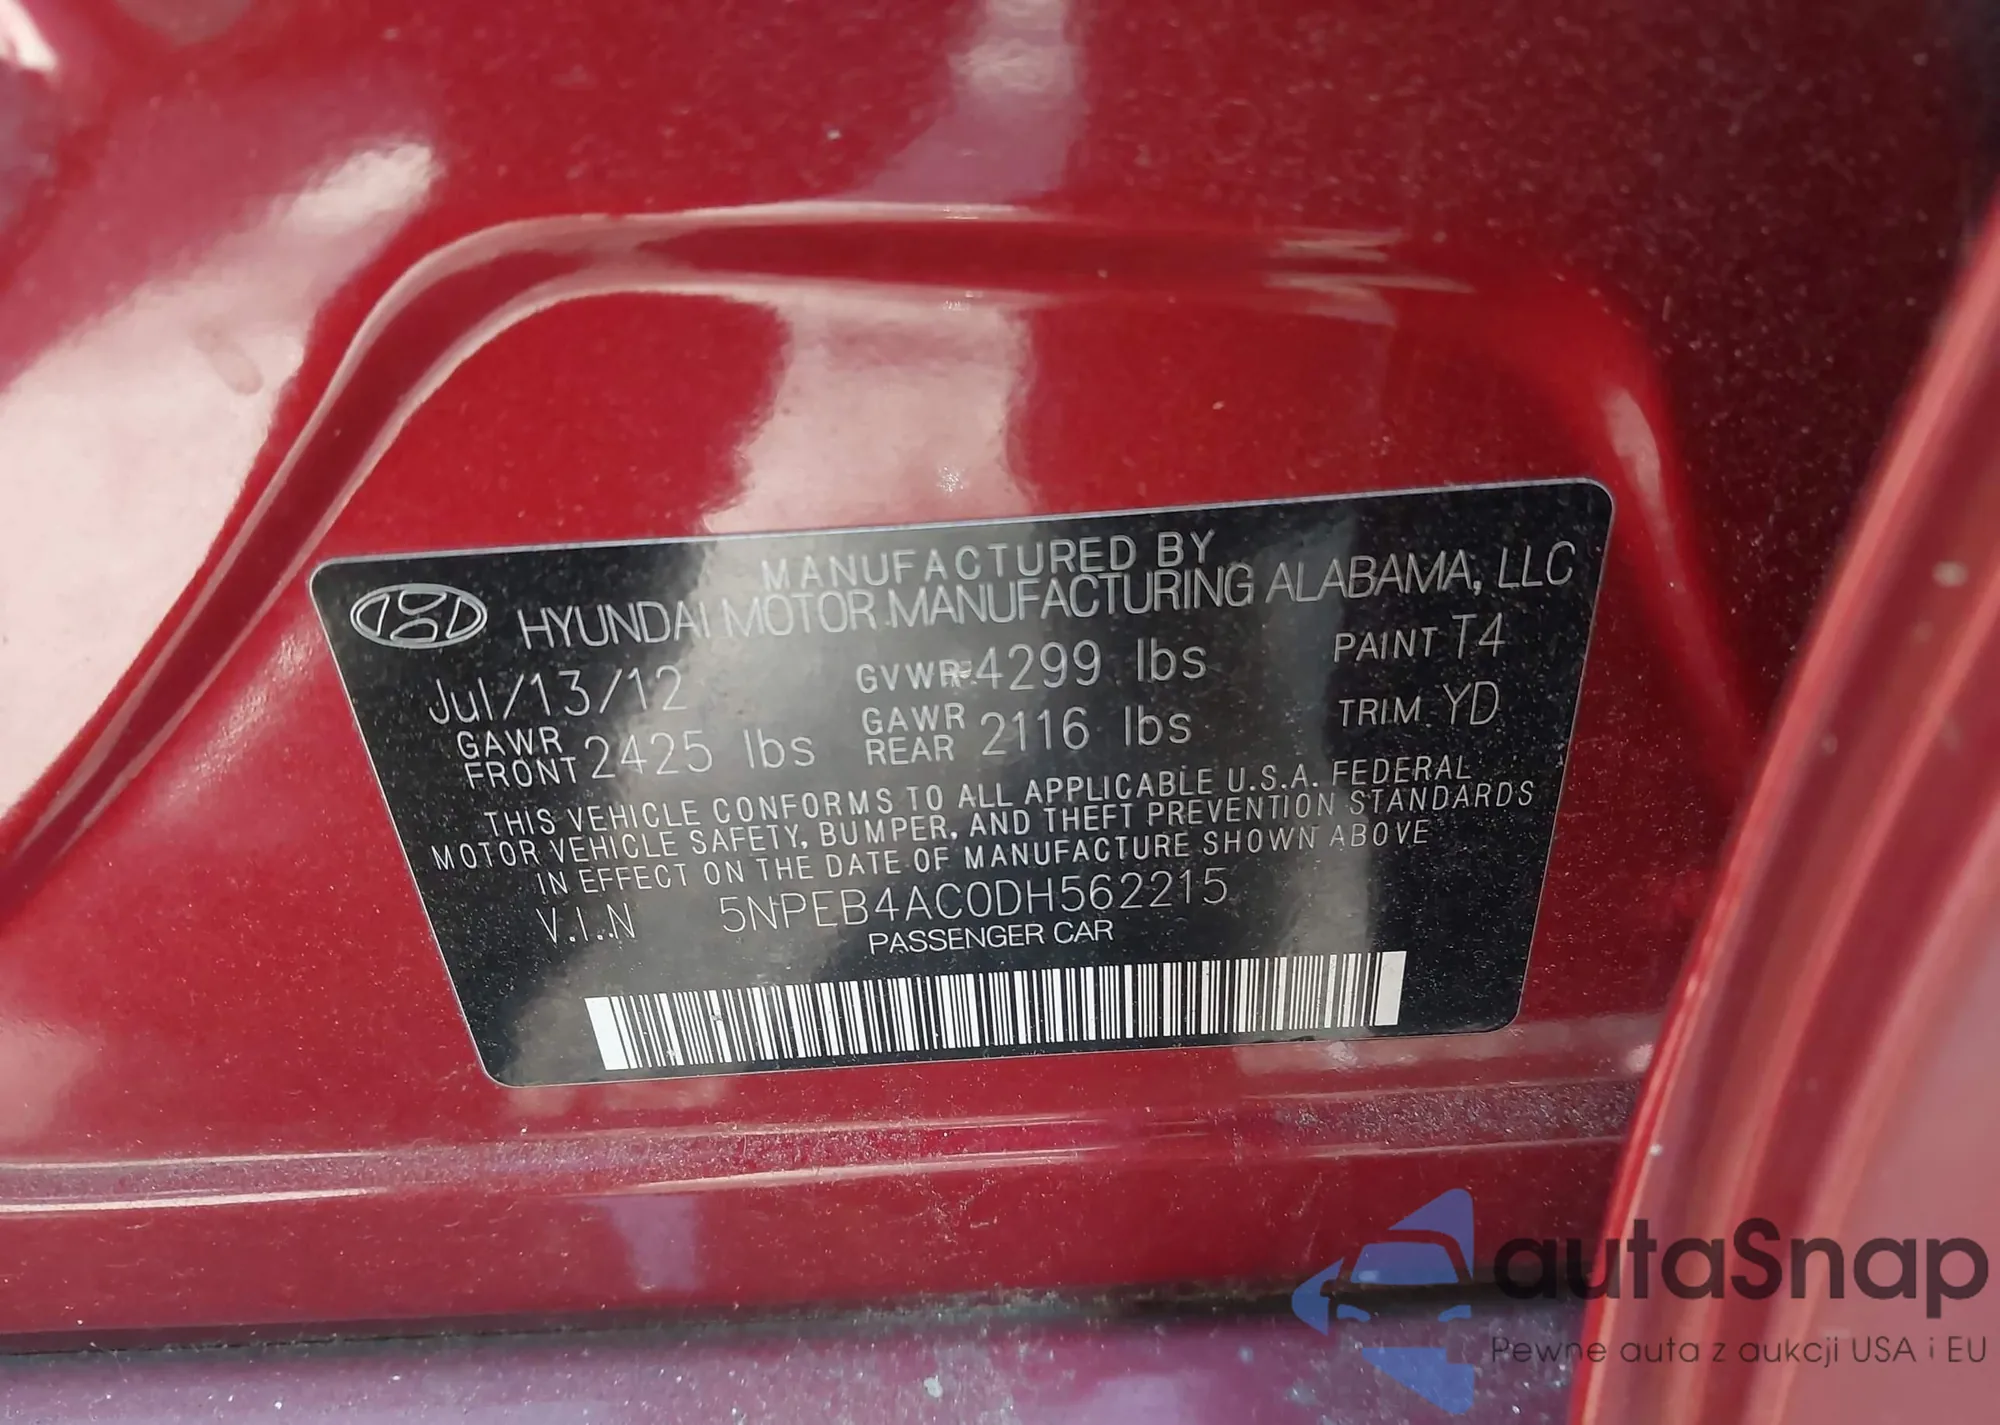 MANUFACTURED BY
HYUNDAI MOTOR MANUFACTURING ALABAMA, LLC
Jul/13/12 GVWR 4299 lbs PAINT T4
GAWR FRONT 2425 lbs GAWR REAR 2116 lbs TRIM YD
THIS VEHICLE CONFORMS TO ALL APPLICABLE U.S.A. FEDERAL
MOTOR VEHICLE SAFETY, BUMPER, AND THEFT PREVENTION STANDARDS
IN EFFECT ON THE DATE OF MANUFACTURE SHOWN ABOVE
V.I.N 5NPEB4AC0DH562215
PASSENGER CAR
autaSnap
Pewne auta z aukcji USA i EU